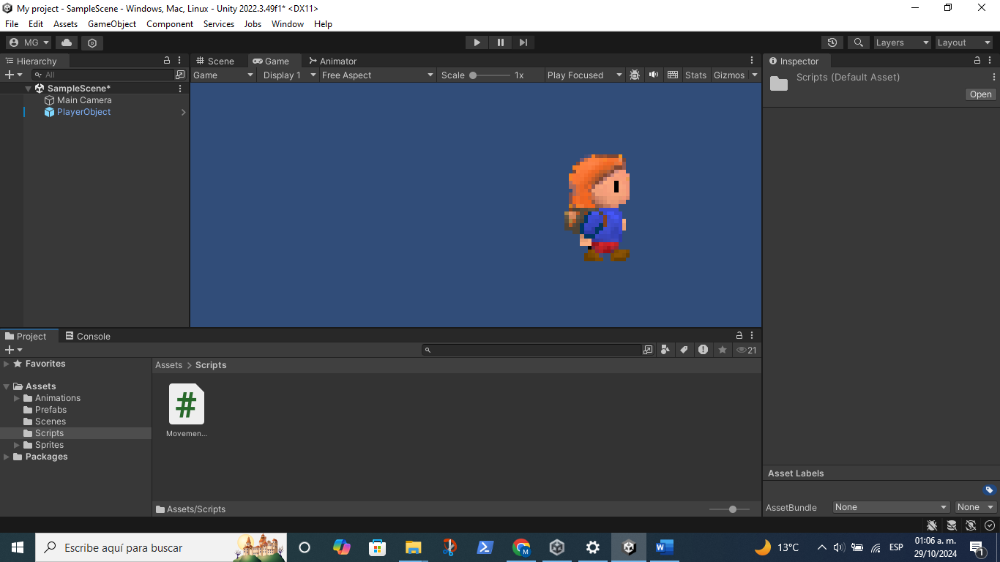 My project - SampleScene - Windows, Mac, Linux - Unity 2022.3.49f1* <DX11>
File Edit Assets GameObject Component Services Jobs Window Help
MG Layers Layout
Hierarchy Scene Game Animator Inspector
All Game Display 1 Free Aspect Scale 1x Play Focused Stats Gizmos Scripts (Default Asset)
SampleScene*
Open
Main Camera
PlayerObject
Project Console
21
Favorites Assets > Scripts
Assets
Animations
Prefabs
Scenes
Scripts Movemen...
Sprites
Packages
Asset Labels
Assets/Scripts AssetBundle None None
Escribe aquí para buscar 13°C ESP 01:06 a. m.
29/10/2024 1